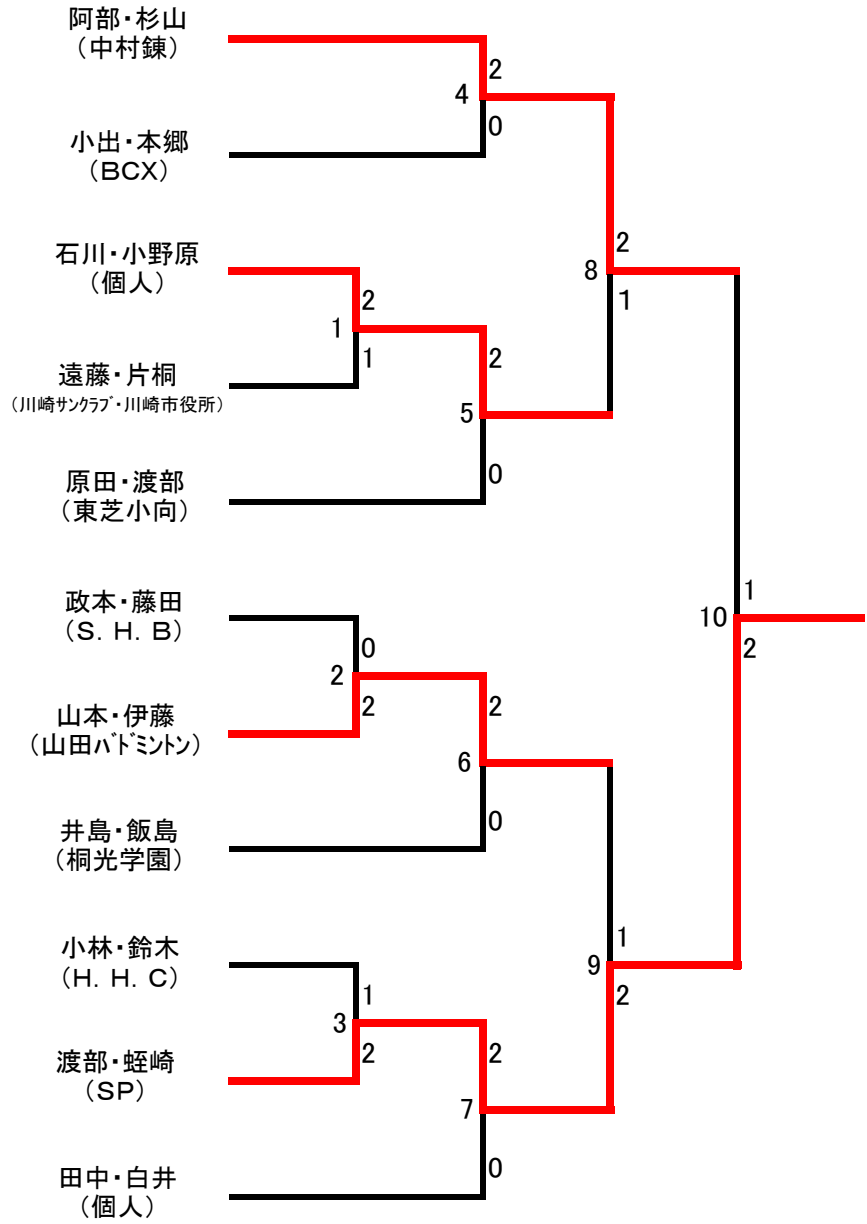 阿部・杉山
（中村錬）
2
4
0
小出・本郷
（BCX）
石川・小野原
（個人）
2
8
1
2
1
1
2
遠藤・片桐
（川崎サンクラブ・川崎市役所）
5
0
原田・渡部
（東芝小向）
政本・藤田
（S. H. B）
1
10
2
0
2
2
2
山本・伊藤
（山田バドミントン）
6
0
井島・飯島
（桐光学園）
小林・鈴木
（H. H. C）
1
9
2
1
3
2
2
渡部・蛭崎
（SP）
7
0
田中・白井
（個人）